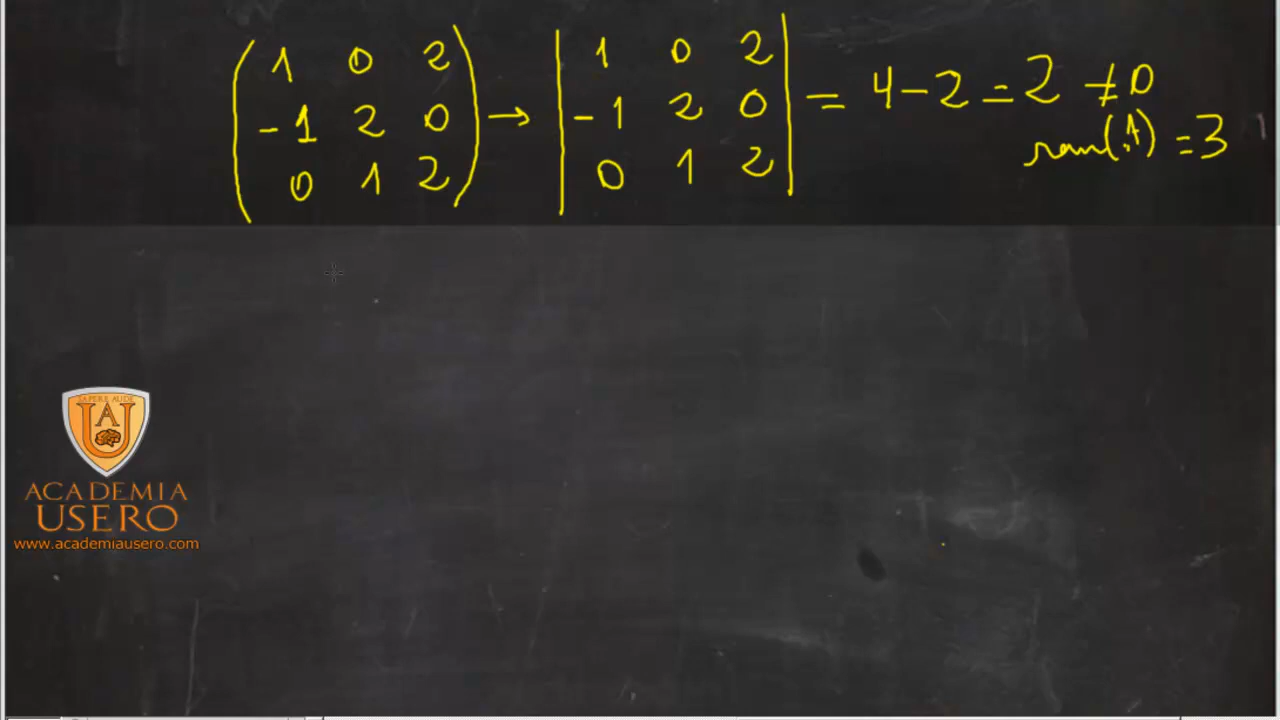 ( 1 0 2 ) → | 1 0 2 | = 4 - 2 = 2 ≠ 0
( -1 2 0 ) | -1 2 0 |
( 0 1 2 ) | 0 1 2 |
ran(A) = 3
SAPERE AUDE
UA
ACADEMIA
USERO
www.academiausero.com